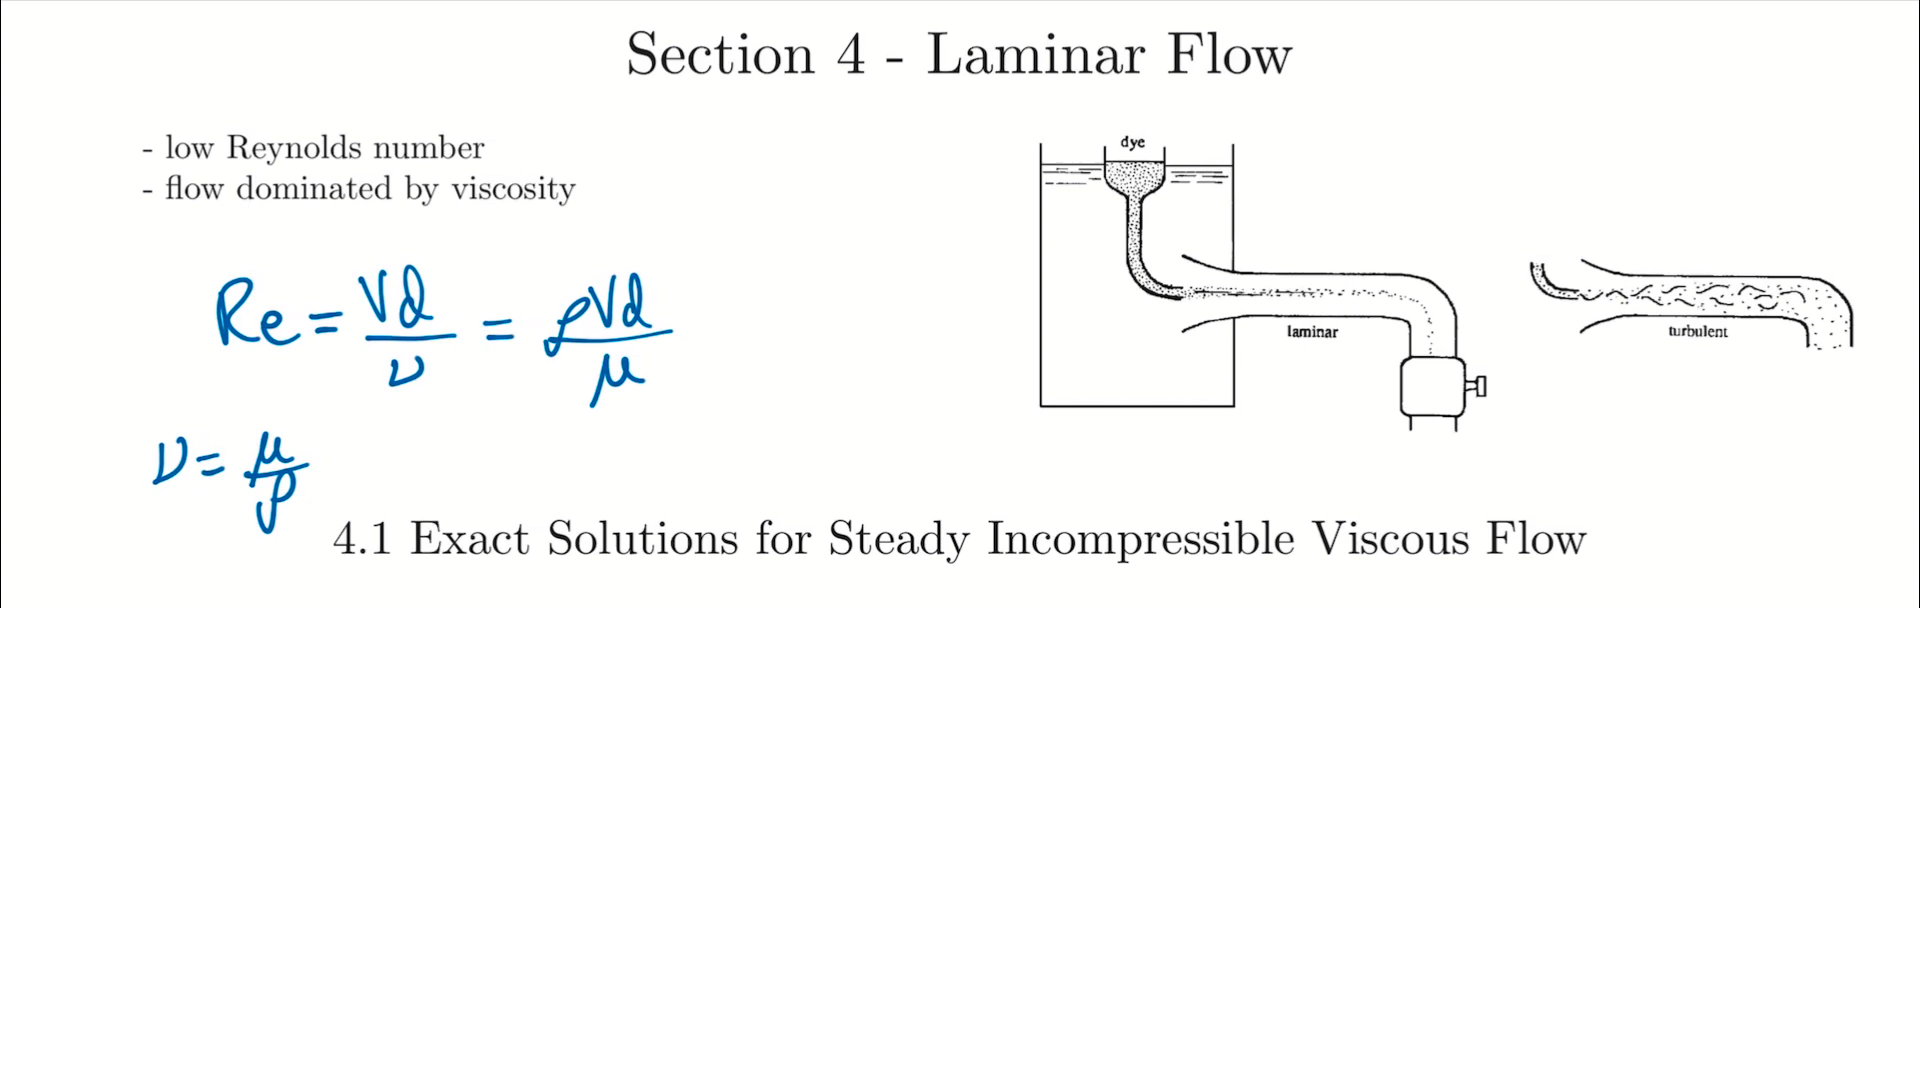 Section 4 - Laminar Flow
- low Reynolds number
- flow dominated by viscosity
dye
laminar
turbulent
Re = Vd/ν = ρVd/μ
ν = μ/ρ
4.1 Exact Solutions for Steady Incompressible Viscous Flow